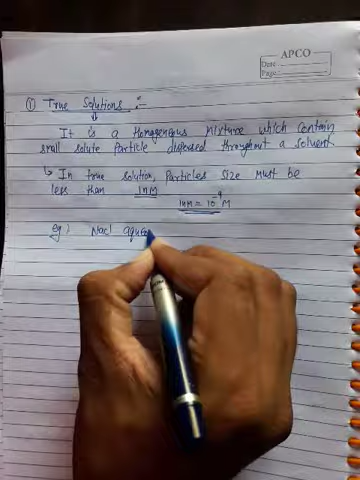 APCO
Date
Page
① True Solutions :-
It is a Homogeneous Mixture which contain
small solute Particle dispersed throughout a solvent.
↳ In true solution, Particles Size must be
less than 1nM
1nM = 10⁻⁹ M
eg: Nacl aqueo